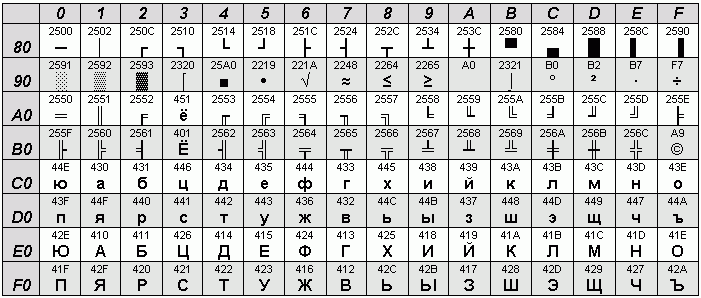 0 1 2 3 4 5 6 7 8 9 A B C D E F
2500 2502 250C 2510 2514 2518 251C 2524 252C 2534 253C 2580 2584 2588 258C 2590
80 ─ │ ┌ ┐ └ ┘ ├ ┤ ┬ ┴ ┼ ▀ ▄ █ ▌ ▐
2591 2592 2593 2320 25A0 2219 221A 2248 2264 2265 A0 2321 B0 B2 B7 F7
90 ░ ▒ ▓ ⌠ ■ ∙ √ ≈ ≤ ≥ ⌡ ° ² · ÷
2550 2551 2552 451 2553 2554 2555 2556 2557 2558 2559 255A 255B 255C 255D 255E
A0 ═ ║ ╒ ё ╓ ╔ ╕ ╖ ╗ ╘ ╙ ╚ ╛ ╜ ╝ ╞
255F 2560 2561 401 2562 2563 2564 2565 2566 2567 2568 2569 256A 256B 256C A9
B0 ╟ ╠ ╡ Ё ╢ ╣ ╤ ╥ ╦ ╧ ╨ ╩ ╪ ╫ ╬ ©
44E 430 431 446 434 435 444 433 445 438 439 43A 43B 43C 43D 43E
C0 ю а б ц д е ф г х и й к л м н о
43F 44F 440 441 442 443 436 432 44C 44B 437 448 44D 449 447 44A
D0 п я р с т у ж в ь ы з ш э щ ч ъ
42E 410 411 426 414 415 424 413 425 418 419 41A 41B 41C 41D 41E
E0 Ю А Б Ц Д Е Ф Г Х И Й К Л М Н О
41F 42F 420 421 422 423 416 412 42C 42B 417 428 42D 429 427 42A
F0 П Я Р С Т У Ж В Ь Ы З Ш Э Щ Ч Ъ